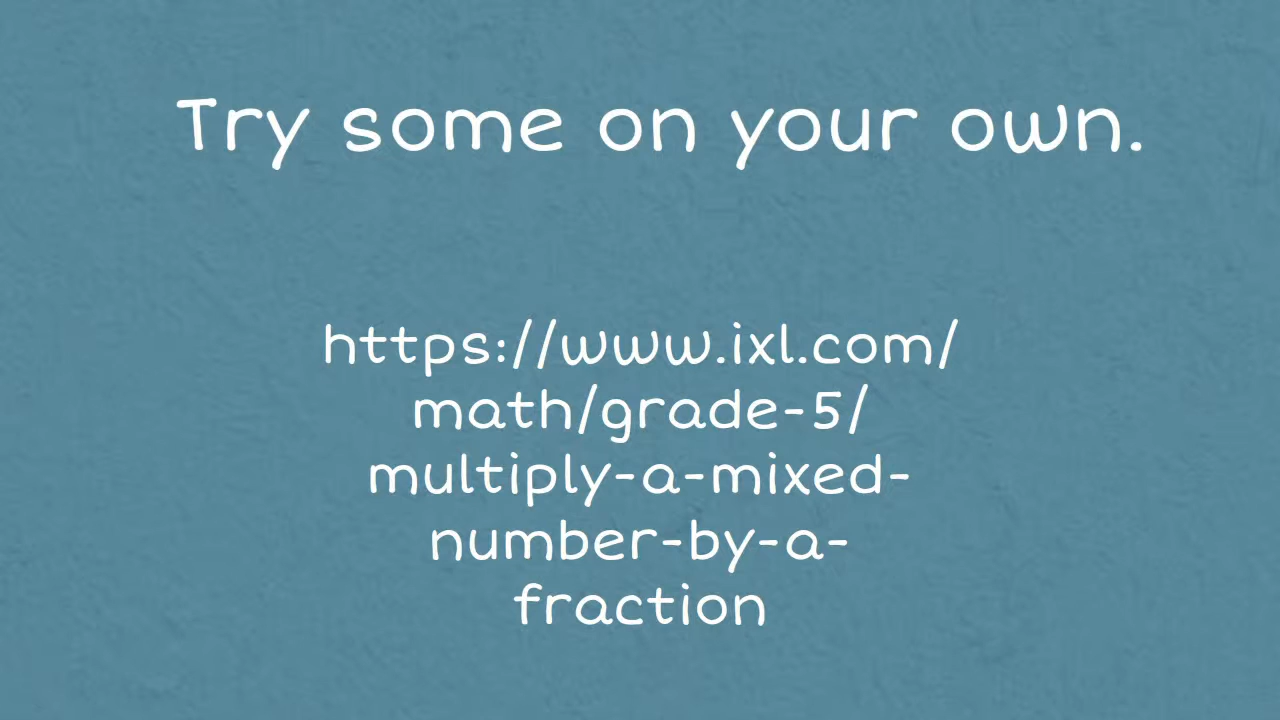 Try some on your own.
https://www.ixl.com/
math/grade-5/
multiply-a-mixed-
number-by-a-
fraction